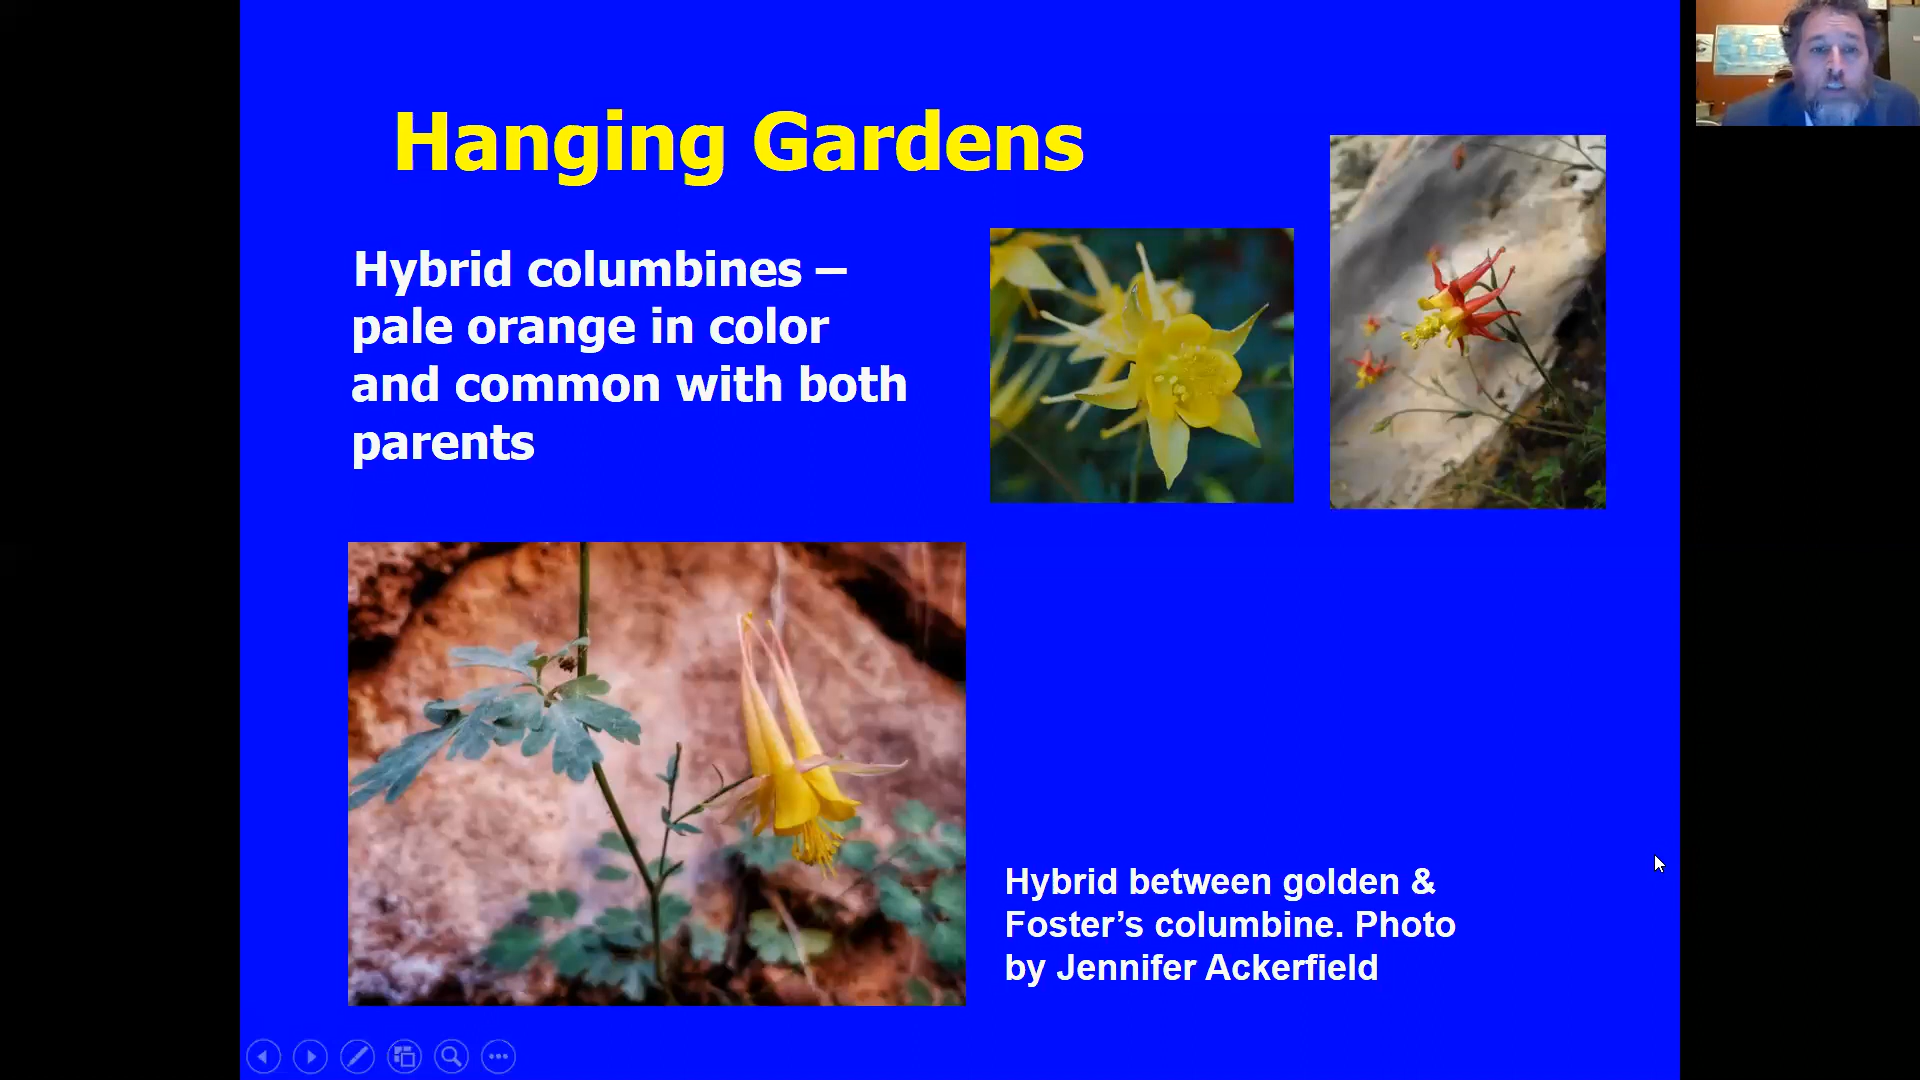 Hanging Gardens
Hybrid columbines –
pale orange in color
and common with both
parents
Hybrid between golden &
Foster’s columbine. Photo
by Jennifer Ackerfield